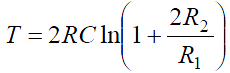 T = 2RC ln(1 + 2R₂/R₁)